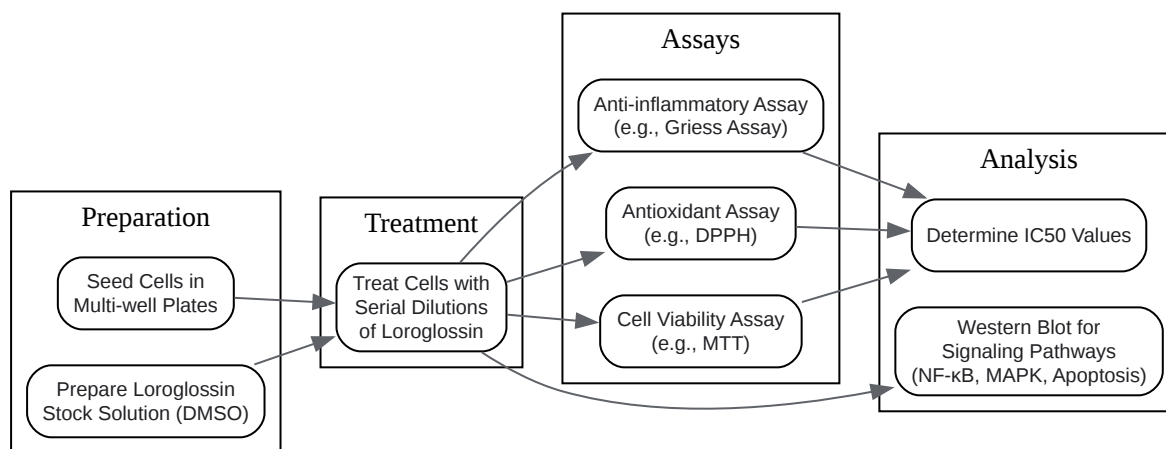 Preparation
Seed Cells in
Multi-well Plates
Prepare Loroglossin
Stock Solution (DMSO)
Treatment
Treat Cells with
Serial Dilutions
of Loroglossin
Assays
Anti-inflammatory Assay
(e.g., Griess Assay)
Antioxidant Assay
(e.g., DPPH)
Cell Viability Assay
(e.g., MTT)
Analysis
Determine IC50 Values
Western Blot for
Signaling Pathways
(NF-κB, MAPK, Apoptosis)